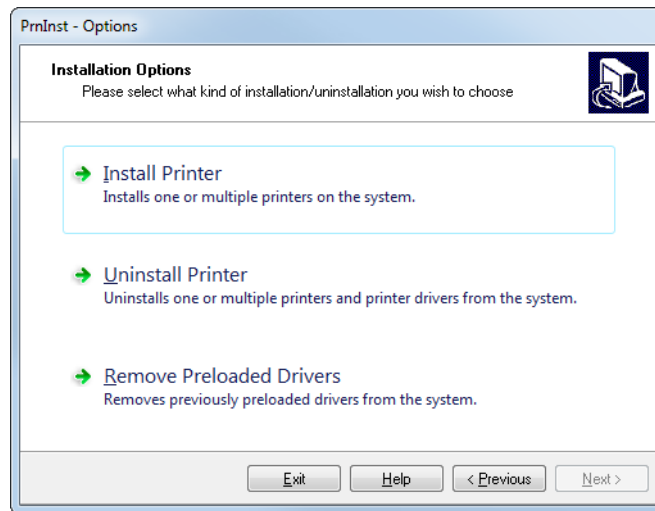 PrnInst - Options
Installation Options
Please select what kind of installation/uninstallation you wish to choose
Install Printer
Installs one or multiple printers on the system.
Uninstall Printer
Uninstalls one or multiple printers and printer drivers from the system.
Remove Preloaded Drivers
Removes previously preloaded drivers from the system.
Exit Help < Previous Next >